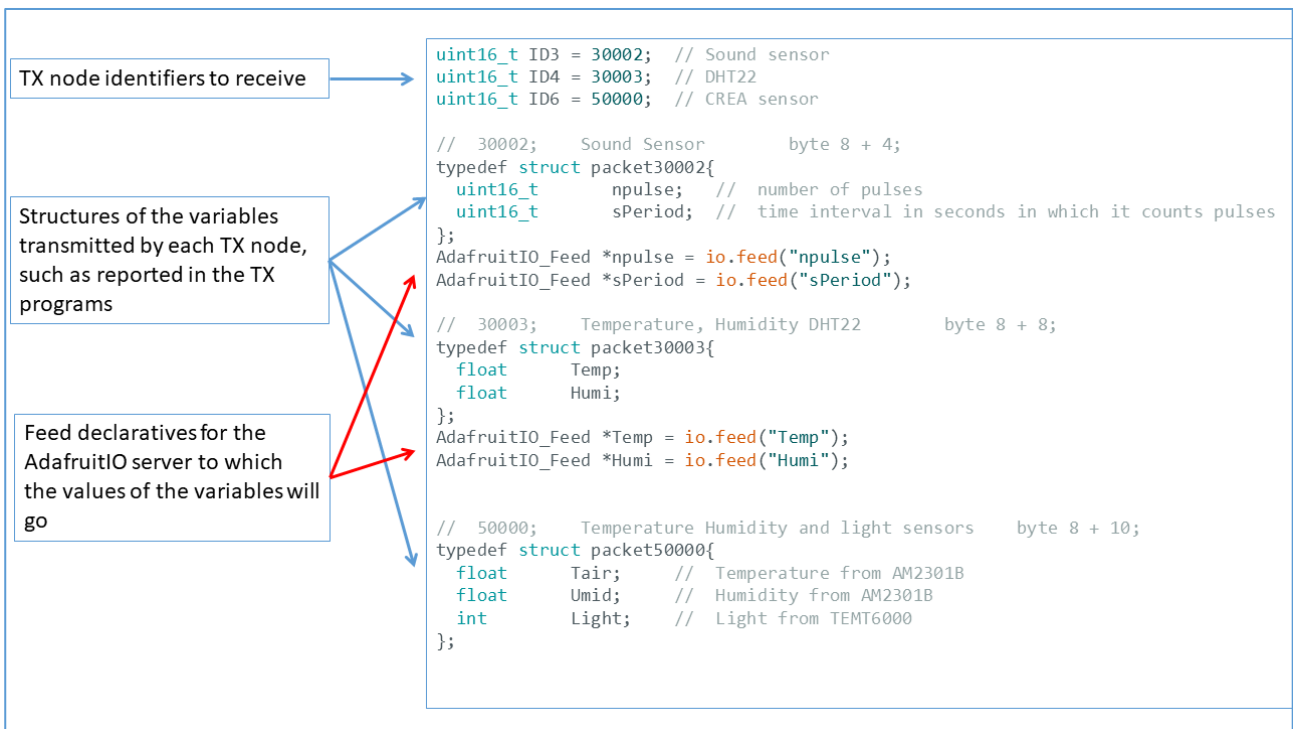 TX node identifiers to receive
Structures of the variables
transmitted by each TX node,
such as reported in the TX
programs
Feed declaratives for the
AdafruitIO server to which
the values of the variables will
go
uint16_t ID3 = 30002;  // Sound sensor
uint16_t ID4 = 30003;  // DHT22
uint16_t ID6 = 50000;  // CREA sensor
//  30002;    Sound Sensor        byte 8 + 4;
typedef struct packet30002{
  uint16_t       npulse;   //  number of pulses
  uint16_t       sPeriod;  //  time interval in seconds in which it counts pulses
};
AdafruitIO_Feed *npulse = io.feed("npulse");
AdafruitIO_Feed *sPeriod = io.feed("sPeriod");
//  30003;    Temperature, Humidity DHT22        byte 8 + 8;
typedef struct packet30003{
  float      Temp;
  float      Humi;
};
AdafruitIO_Feed *Temp = io.feed("Temp");
AdafruitIO_Feed *Humi = io.feed("Humi");
//  50000;    Temperature Humidity and light sensors    byte 8 + 10;
typedef struct packet50000{
  float      Tair;    //  Temperature from AM2301B
  float      Umid;    //  Humidity from AM2301B
  int        Light;   //  Light from TEMT6000
};